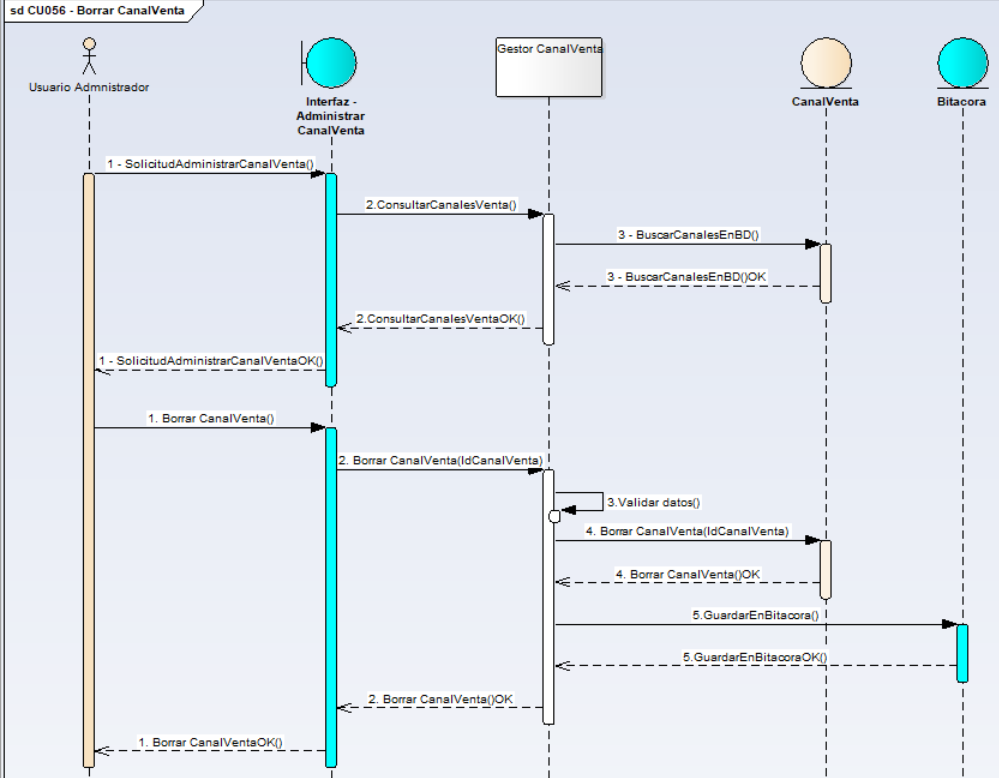 sd CU056 - Borrar CanalVenta
Usuario Admnistrador
Interfaz -
Administrar
CanalVenta
Gestor CanalVenta
CanalVenta
Bitacora
1 - SolicitudAdministrarCanalVenta()
2.ConsultarCanalesVenta()
3 - BuscarCanalesEnBD()
3 - BuscarCanalesEnBD()OK
2.ConsultarCanalesVentaOK()
1 - SolicitudAdministrarCanalVentaOK()
1. Borrar CanalVenta()
2. Borrar CanalVenta(IdCanalVenta)
3.Validar datos()
4. Borrar CanalVenta(IdCanalVenta)
4. Borrar CanalVenta()OK
5.GuardarEnBitacora()
5.GuardarEnBitacoraOK()
2. Borrar CanalVenta()OK
1. Borrar CanalVentaOK()